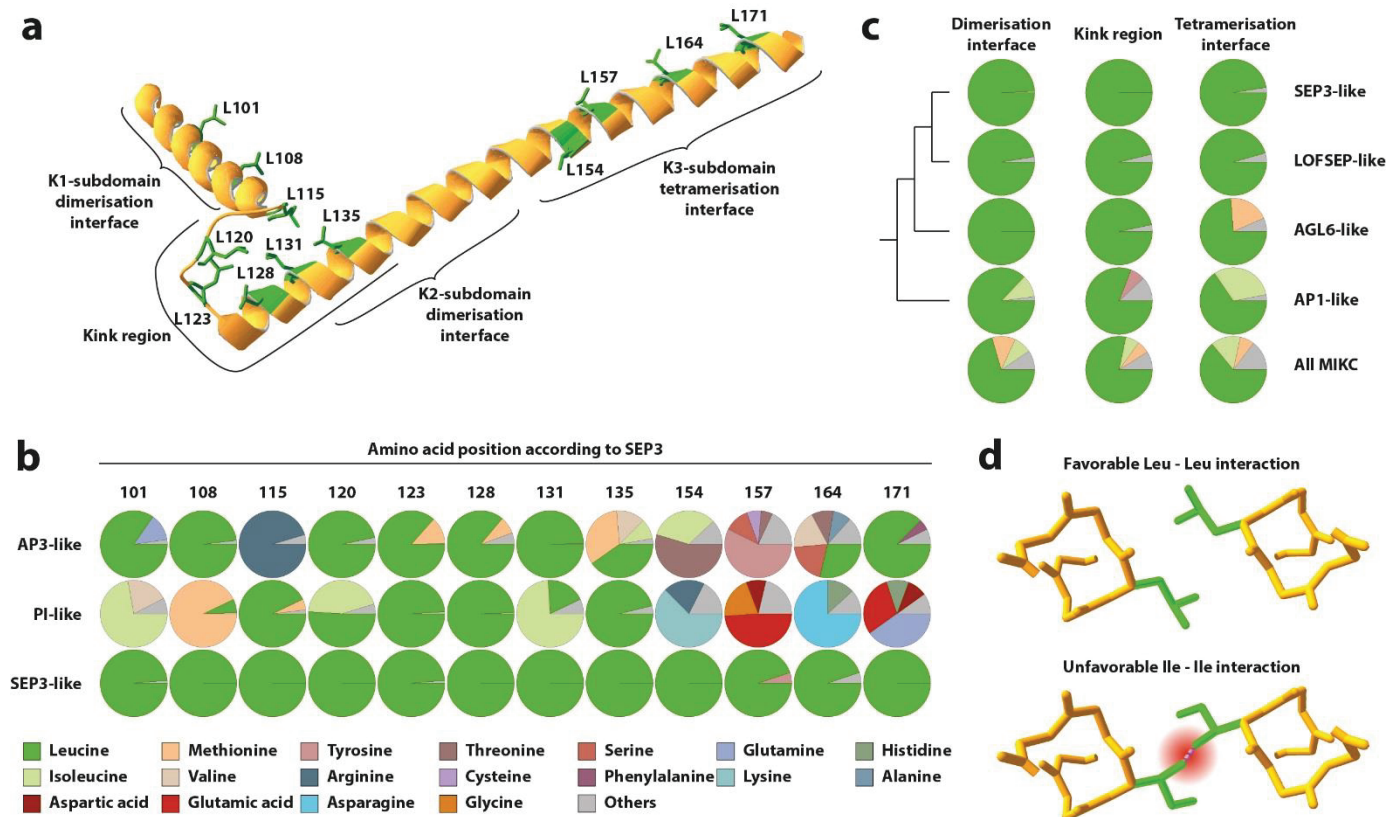 a
L101
L108
L115
L120
L123
L128
L131
L135
L154
L157
L164
L171
K1-subdomain
dimerisation
interface
Kink region
K2-subdomain
dimerisation
interface
K3-subdomain
tetramerisation
interface
c
Dimerisation
interface
Kink region
Tetramerisation
interface
SEP3-like
LOFSEP-like
AGL6-like
AP1-like
All MIKC
b
Amino acid position according to SEP3
101 108 115 120 123 128 131 135 154 157 164 171
AP3-like
PI-like
SEP3-like
Leucine Methionine Tyrosine Threonine Serine Glutamine Histidine
Isoleucine Valine Arginine Cysteine Phenylalanine Lysine Alanine
Aspartic acid Glutamic acid Asparagine Glycine Others
d
Favorable Leu - Leu interaction
Unfavorable Ile - Ile interaction